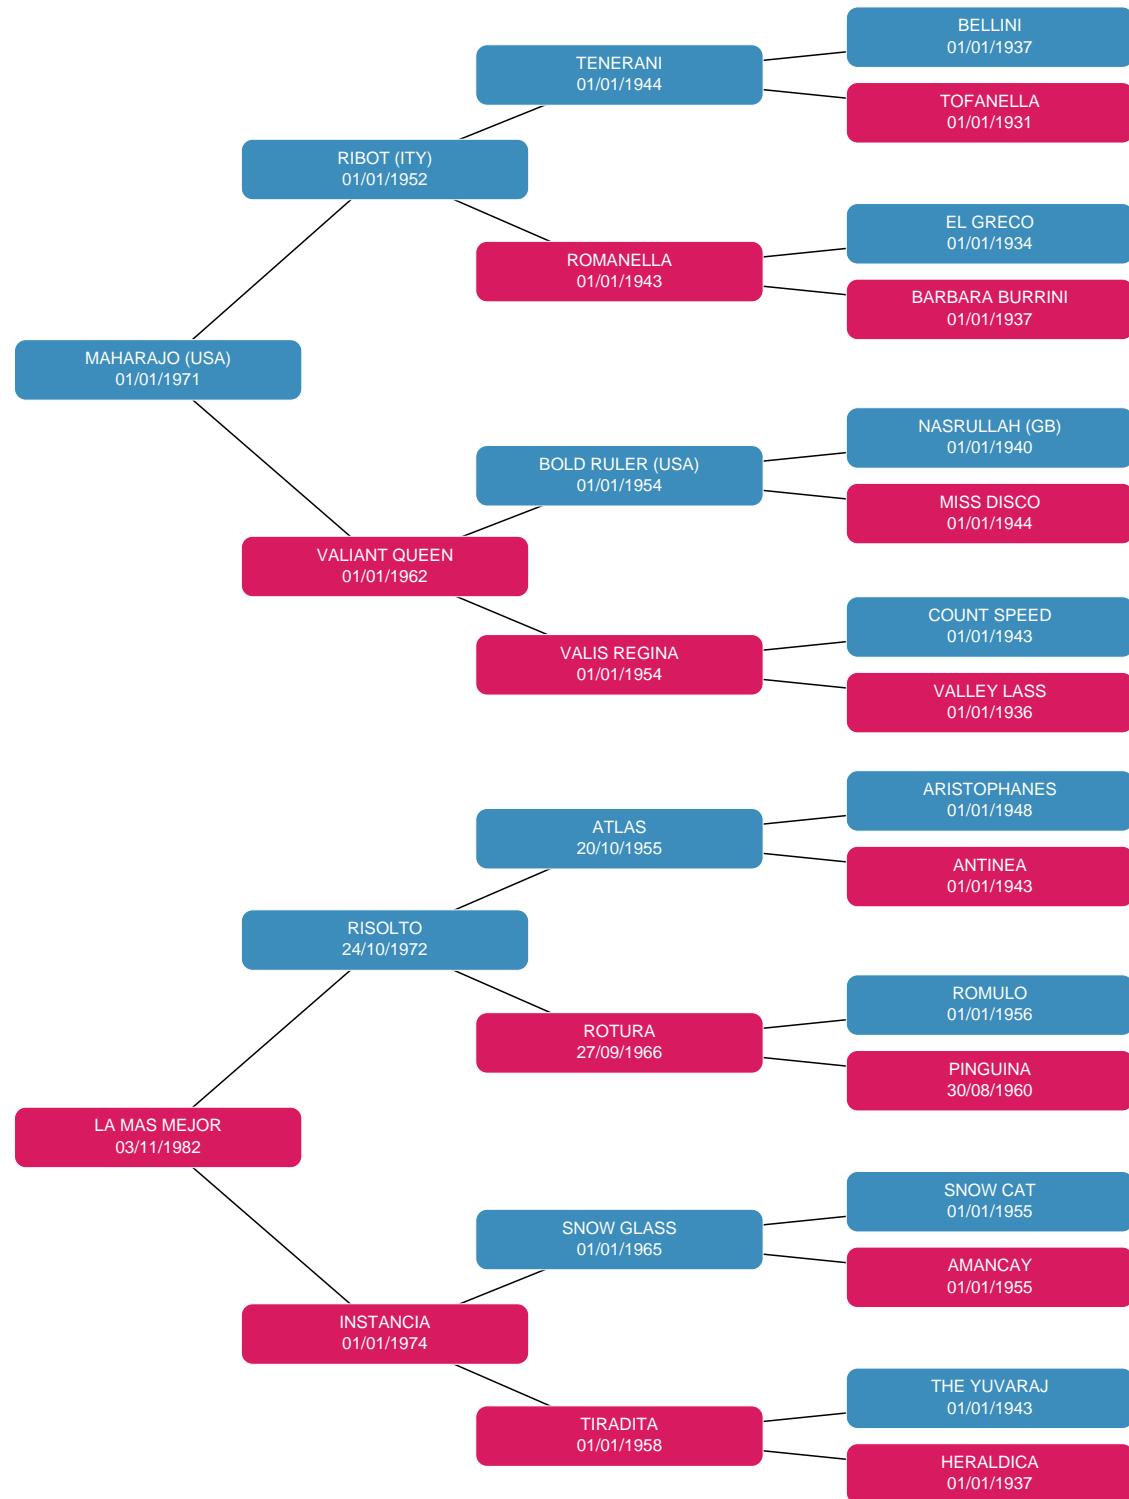 BELLINI
01/01/1937
TENERANI
01/01/1944
TOFANELLA
01/01/1931
RIBOT (ITY)
01/01/1952
EL GRECO
01/01/1934
ROMANELLA
01/01/1943
BARBARA BURRINI
01/01/1937
MAHARAJO (USA)
01/01/1971
NASRULLAH (GB)
01/01/1940
BOLD RULER (USA)
01/01/1954
MISS DISCO
01/01/1944
VALIANT QUEEN
01/01/1962
COUNT SPEED
01/01/1943
VALIS REGINA
01/01/1954
VALLEY LASS
01/01/1936
ARISTOPHANES
01/01/1948
ATLAS
20/10/1955
ANTINEA
01/01/1943
RISOLTO
24/10/1972
ROMULO
01/01/1956
ROTURA
27/09/1966
PINGUINA
30/08/1960
LA MAS MEJOR
03/11/1982
SNOW CAT
01/01/1955
SNOW GLASS
01/01/1965
AMANCAY
01/01/1955
INSTANCIA
01/01/1974
THE YUVARAJ
01/01/1943
TIRADITA
01/01/1958
HERALDICA
01/01/1937